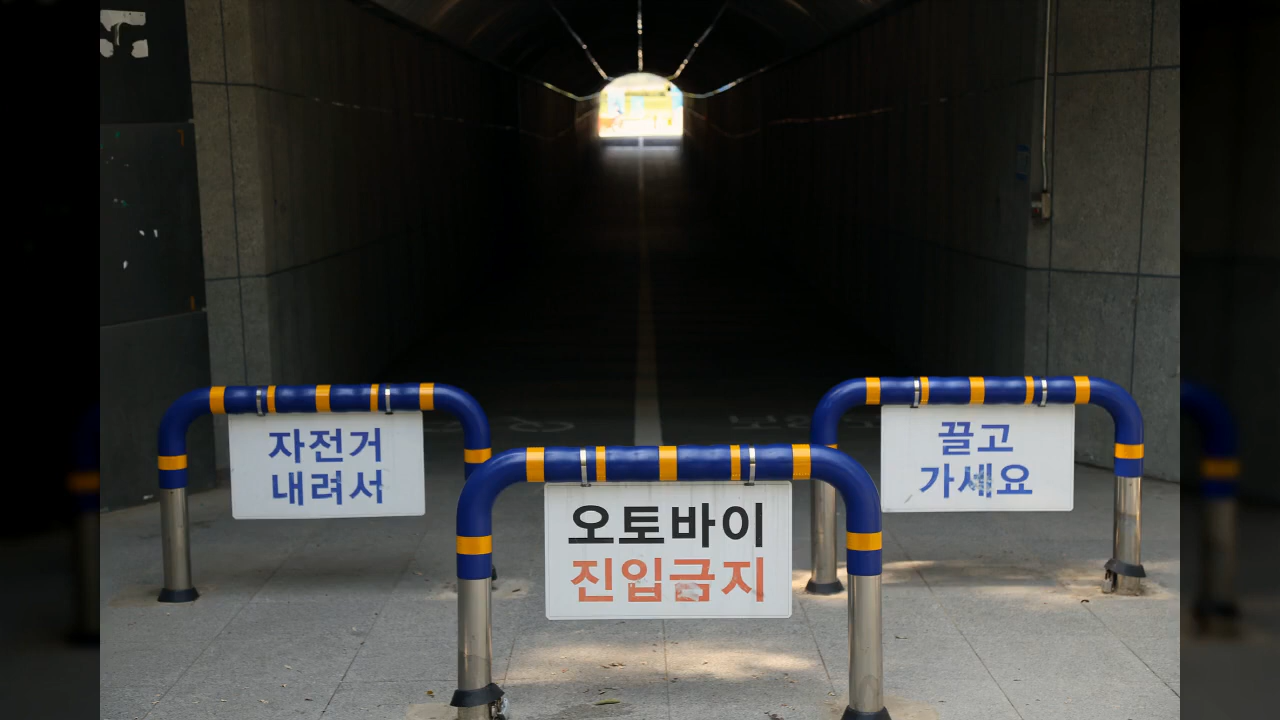 자전거
내려서
오토바이
진입금지
끌고
가세요